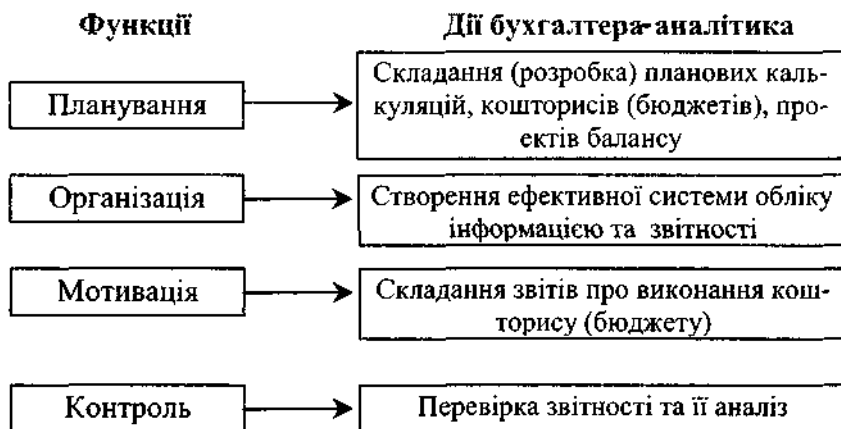 Функції
Дії бухгалтера-аналітика
Планування
Складання (розробка) планових каль-
куляцій, кошторисів (бюджетів), про-
ектів балансу
Організація
Створення ефективної системи обліку
інформацією та звітності
Мотивація
Складання звітів про виконання кош-
торису (бюджету)
Контроль
Перевірка звітності та її аналіз